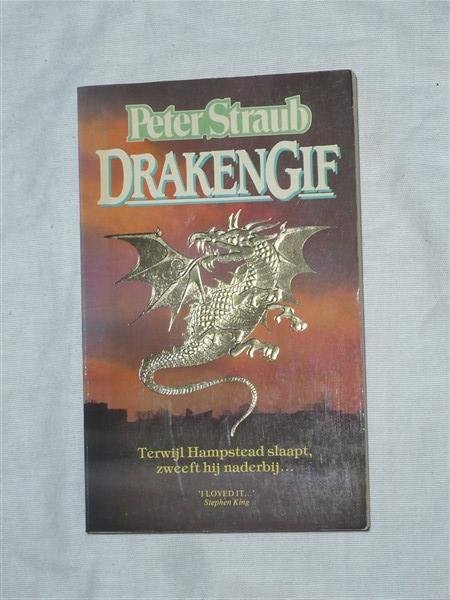 Peter Straub
DRAKENGIF
Terwijl Hampstead slaapt,
zweeft hij naderbij...
'I LOVED IT...'
Stephen King